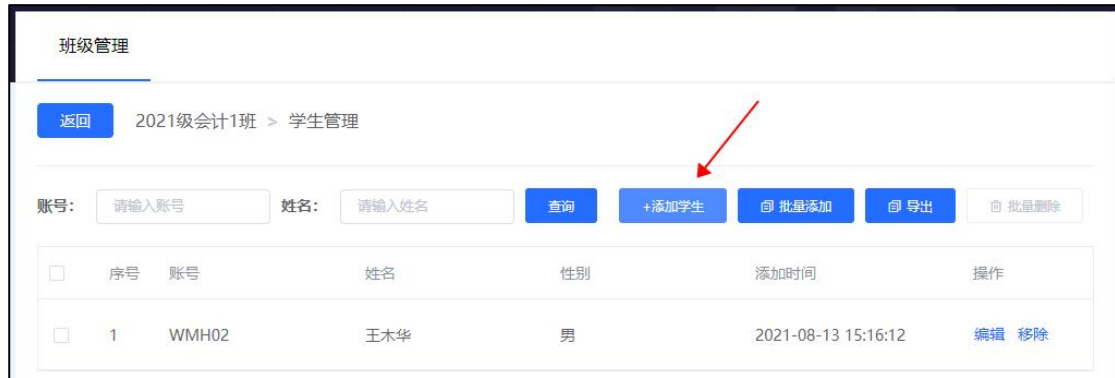 班级管理
返回 2021级会计1班 > 学生管理
账号: 请输入账号 姓名: 请输入姓名 查询 +添加学生 批量添加 导出 批量删除
序号 账号 姓名 性别 添加时间 操作
1 WMH02 王木华 男 2021-08-13 15:16:12 编辑 移除